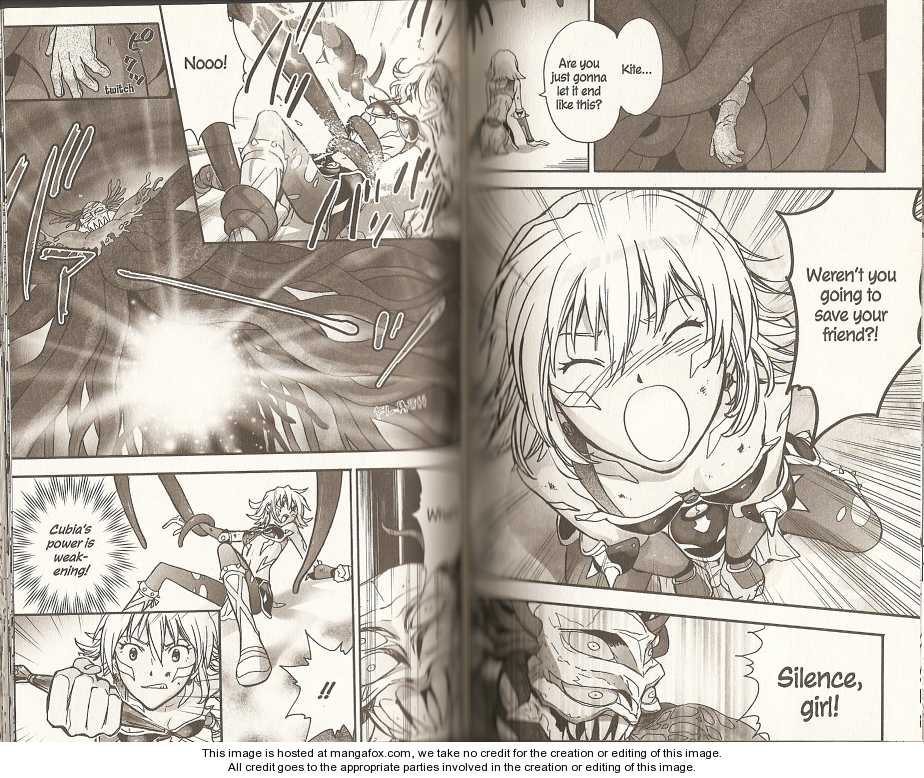 Kite...
Are you
just gonna
let it end
like this?
Weren't you
going to
save your
friend?!
Silence,
girl!
Nooo!
twitch
Cubia's
power is
weak-
ening!
!!
This image is hosted at mangafox.com, we take no credit for the creation or editing of this image.
All credit goes to the appropriate parties involved in the creation or editing of this image.